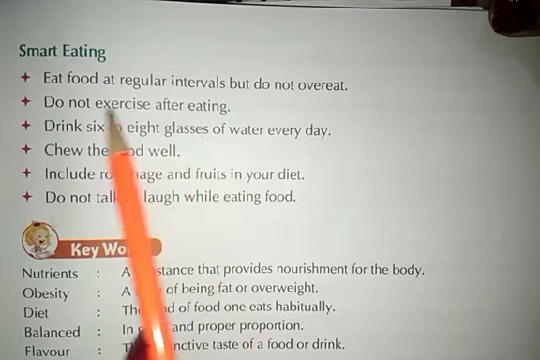 Smart Eating
Eat food at regular intervals but do not overeat.
Do not exercise after eating.
Drink six eight glasses of water every day.
Chew the well.
Include and fruits in your diet.
Do not laugh while eating food.
Key
Nutrients : A that provides nourishment for the body.
Obesity : A of being fat or overweight.
Diet : of food one eats habitually.
Balanced : In and proper proportion.
Flavour : taste of a food or drink.